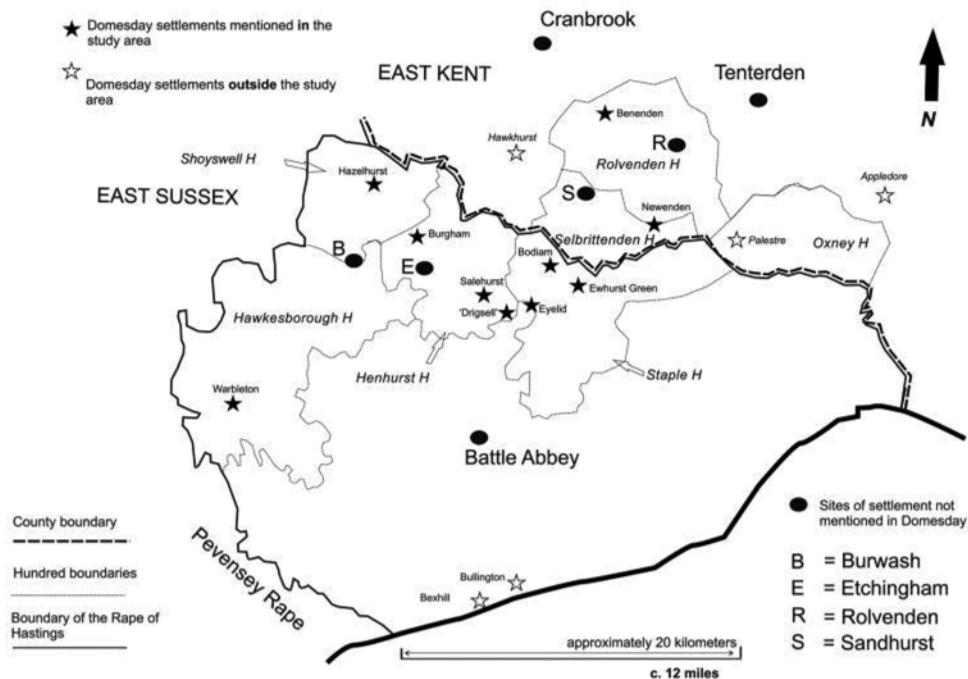 Domesday settlements mentioned in the
study area
Domesday settlements outside the study
area
Cranbrook
EAST KENT
Tenterden
N
Benenden
Hawkhurst
R
Rolvenden H
Shoyswell H
Hazelhurst
Appledore
S
EAST SUSSEX
Newenden
Burgham
Selbrittenden H
Palestre
Oxney H
B
E
Bodiam
Salehurst
Ewhurst Green
'Drigsell'
Eyelid
Hawkesborough H
Henhurst H
Staple H
Warbleton
Battle Abbey
Sites of settlement not
mentioned in Domesday
County boundary
B = Burwash
Hundred boundaries
E = Etchingham
Pevensey Rape
Bullington
Bexhill
R = Rolvenden
Boundary of the Rape of
Hastings
S = Sandhurst
approximately 20 kilometers
c. 12 miles